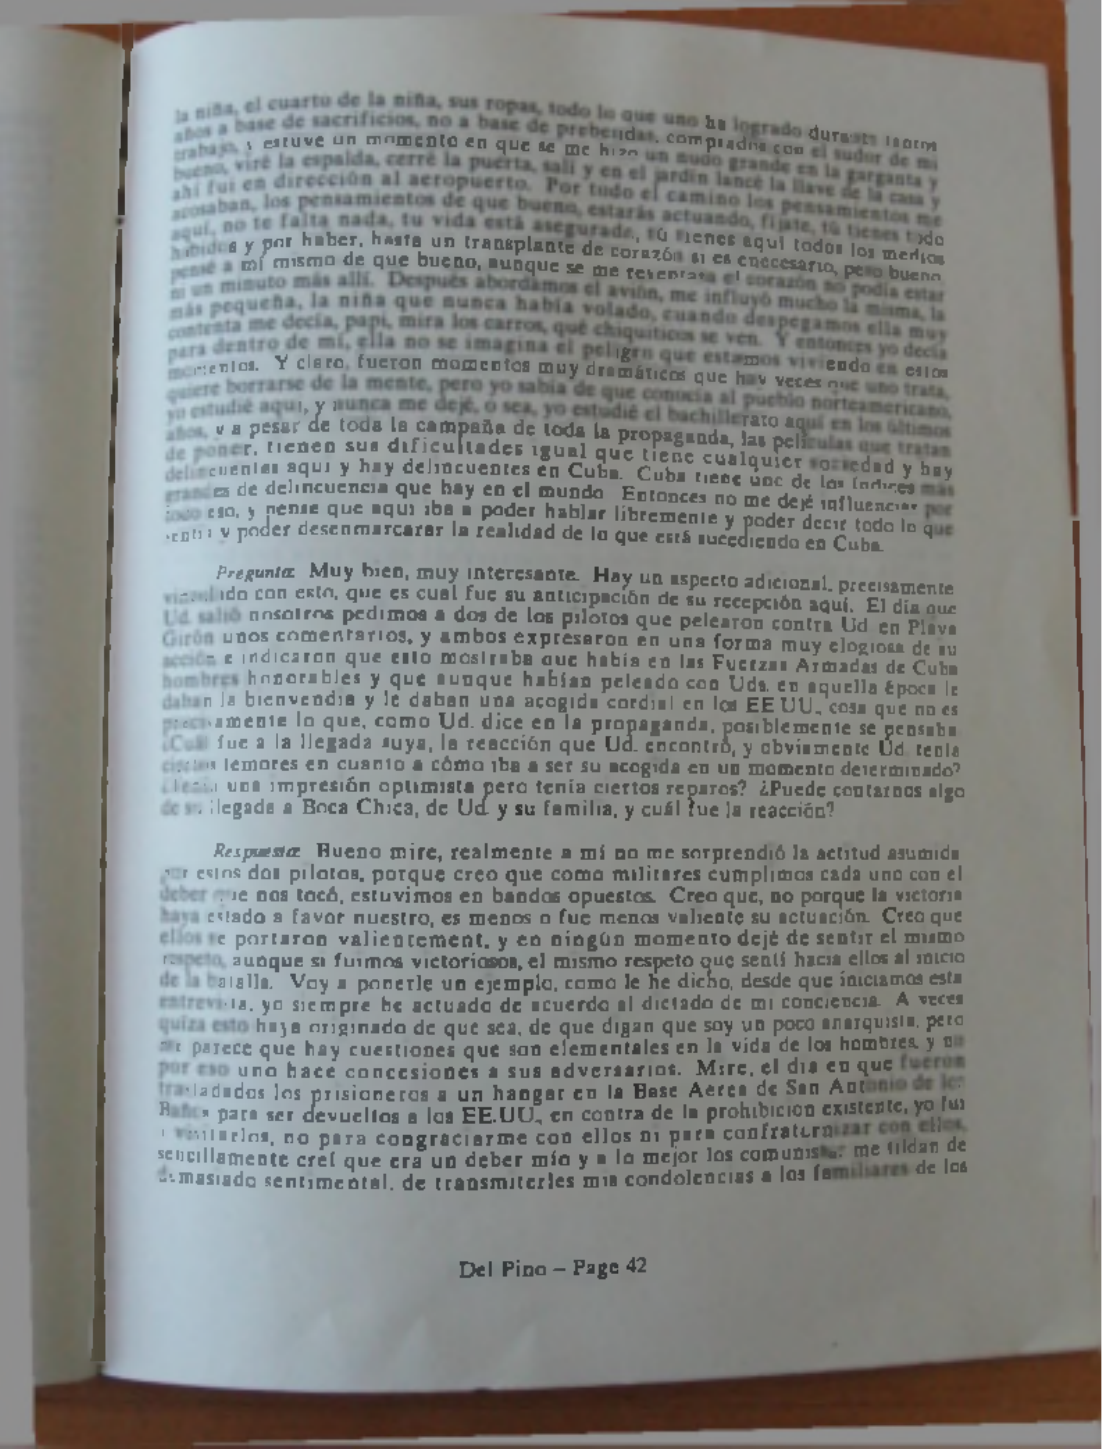 la niña, el cuarto de la niña, sus ropas, todo lo que uno ha logrado durante tantos
años a base de sacrificios, no a base de prebendas, comprados con el sudor de mi
trabajo, y estuve un momento en que se me hizo un nudo grande en la garganta y
bueno, viré la espalda, cerré la puerta, salí y en el jardín lancé la llave de la casa y
ahí fui en dirección al aeropuerto. Por todo el camino los pensamientos me
acosaban, los pensamientos de que bueno, estarás actuando, fíjate, tú tienes todo
aquí, no te falta nada, tu vida está asegurada, tú tienes aquí todos los medios
habidos y por haber, hasta un transplante de corazón si es enecesario, pero bueno,
pensé a mí mismo de que bueno, aunque se me reventara el corazón no podía estar
ni un minuto más allí. Después abordamos el avión, me influyó mucho la misma, la
más pequeña, la niña que nunca había volado, cuando despegamos ella muy
contenta me decía, papi, mira los carros, qué chiquiticos se ven. Y entonces yo decía
para dentro de mí, ella no se imagina el peligro que estamos viviendo en estos
momentos. Y claro, fueron momentos muy dramáticos que hay veces que uno trata,
quiere borrarse de la mente, pero yo sabía de que conocía al pueblo norteamericano,
yo estudié aquí, y nunca me dejé, o sea, yo estudié el bachillerato aquí en los últimos
años, y a pesar de toda la campaña de toda la propaganda, las películas que tratan
de poner, tienen sus dificultades igual que tiene cualquier sociedad y hay
delincuentes aquí y hay delincuentes en Cuba. Cuba tiene uno de los índices más
grandes de delincuencia que hay en el mundo. Entonces no me dejé influenciar por
todo eso, y pensé que aquí iba a poder hablar libremente y poder decir todo lo que
sentía y poder desenmarcarar la realidad de lo que está sucediendo en Cuba.
Pregunta: Muy bien, muy interesante. Hay un aspecto adicional, precisamente
vinculido con esto, que es cual fue su anticipación de su recepción aquí. El día que
Ud. salió nosotros pedimos a dos de los pilotos que pelearon contra Ud en Playa
Girón unos comentarios, y ambos expresaron en una forma muy elogiosa de su
acción e indicaron que esto mostraba que había en las Fuerzas Armadas de Cuba
hombres honorables y que aunque habían peleado con Uds. en aquella época le
daban la bienvendia y le daban una acogida cordial en los EE.UU., cosa que no es
precisamente lo que, como Ud. dice en la propaganda, posiblemente se pensaba.
¿Cuál fue a la llegada suya, la reacción que Ud. encontró, y obviamente Ud. tenía
ciertos temores en cuanto a cómo iba a ser su acogida en un momento determinado?
¿Tenía una impresión optimista pero tenía ciertos reparos? ¿Puede contarnos algo
de su llegada a Boca Chica, de Ud. y su familia, y cuál fue la reacción?
Respuesta: Bueno mire, realmente a mí no me sorprendió la actitud asumida
por estos dos pilotos, porque creo que como militares cumplimos cada uno con el
deber que nos tocó, estuvimos en bandos opuestos. Creo que, no porque la victoria
haya estado a favor nuestro, es menos o fue menos valiente su actuación. Creo que
ellos se portaron valientement, y en ningún momento dejé de sentir el mismo
respeto, aunque si fuimos victoriosos, el mismo respeto que sentí hacia ellos al inicio
de la batalla. Voy a ponerle un ejemplo, como le he dicho, desde que iniciamos esta
entrevista, yo siempre he actuado de acuerdo al dictado de mi conciencia. A veces
quiza esto haya originado de que sea, de que digan que soy un poco anarquista, pero
me parece que hay cuestiones que son elementales en la vida de los hombres, y no
por eso uno hace concesiones a sus adversarios. Mire, el día en que fueron
trasladados los prisioneros a un hangar en la Base Aérea de San Antonio de los
Baños para ser devueltos a los EE.UU., en contra de la prohibición existente, yo fui
a visitarlos, no para congraciarme con ellos ni para confraternizar con ellos,
sencillamente creí que era un deber mío y a lo mejor los comunistas me tildan de
demasiado sentimental, de transmiterles mis condolencias a los familiares de los
Del Pino – Page 42